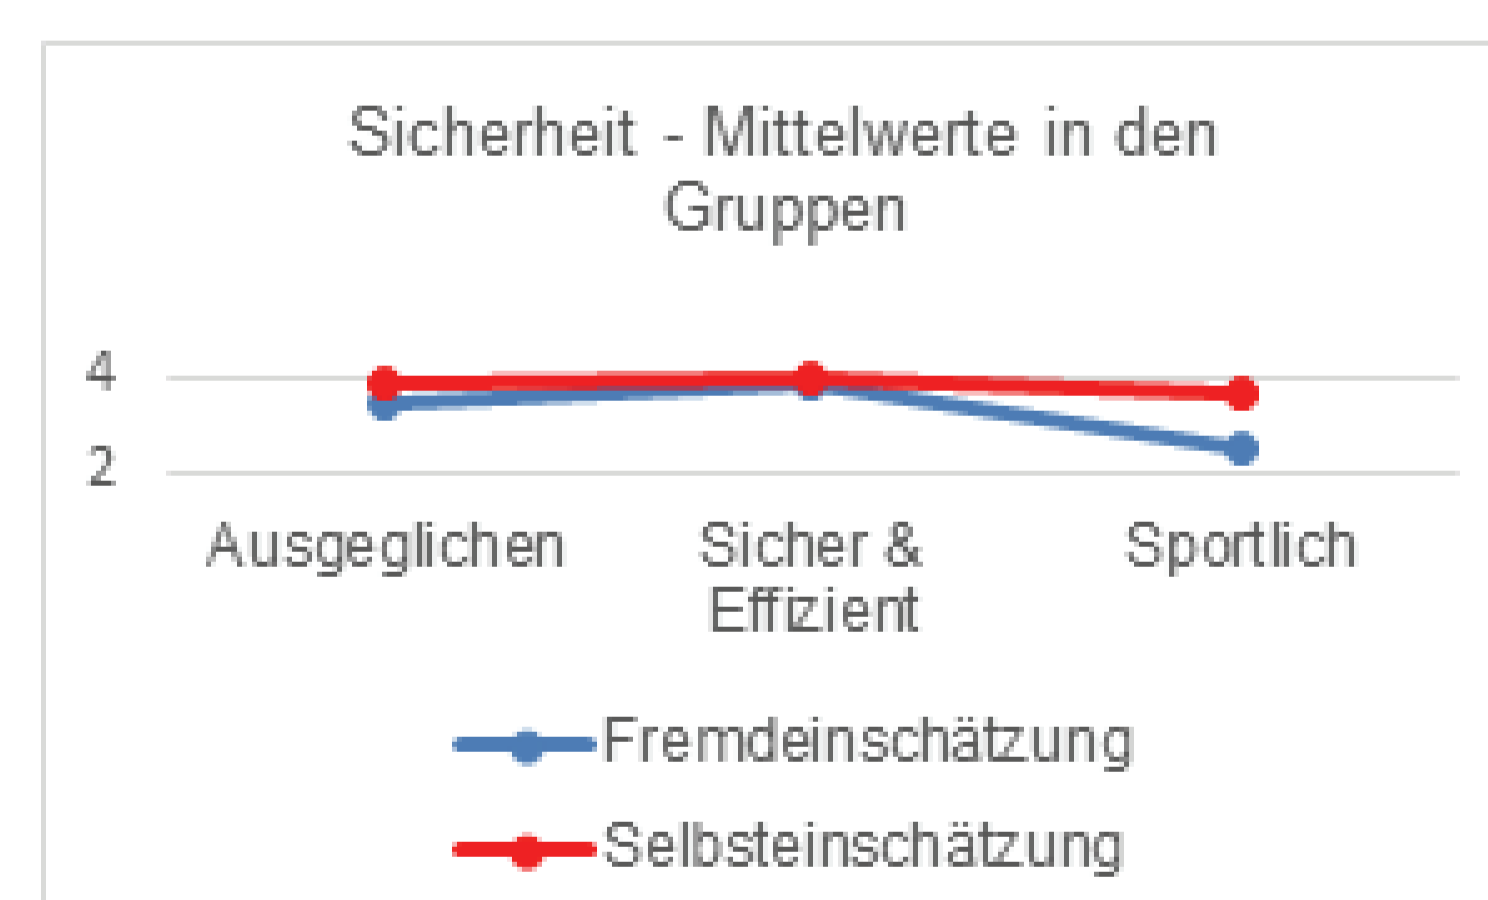 Sicherheit - Mittelwerte in den
Gruppen
4
2
Ausgeglichen
Sicher &
Effizient
Sportlich
Fremdeinschätzung
Selbsteinschätzung